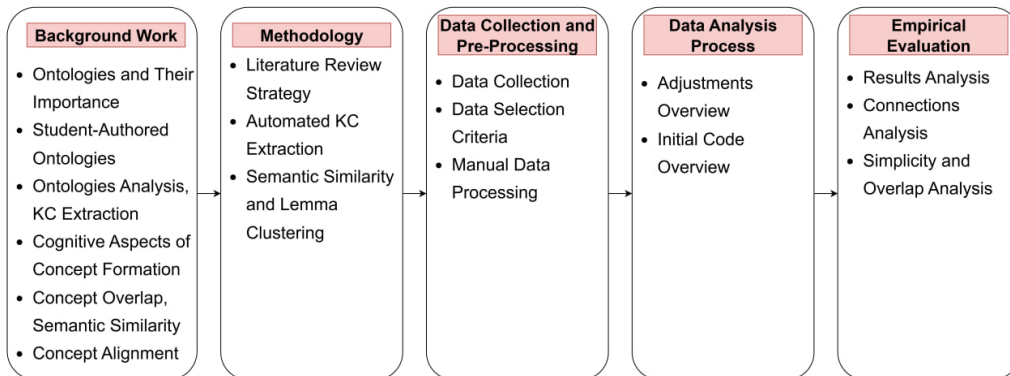 Background Work
• Ontologies and Their
Importance
• Student-Authored
Ontologies
• Ontologies Analysis,
KC Extraction
• Cognitive Aspects of
Concept Formation
• Concept Overlap,
Semantic Similarity
• Concept Alignment
Methodology
• Literature Review
Strategy
• Automated KC
Extraction
• Semantic Similarity
and Lemma
Clustering
Data Collection and
Pre-Processing
• Data Collection
• Data Selection
Criteria
• Manual Data
Processing
Data Analysis
Process
• Adjustments
Overview
• Initial Code
Overview
Empirical
Evaluation
• Results Analysis
• Connections
Analysis
• Simplicity and
Overlap Analysis